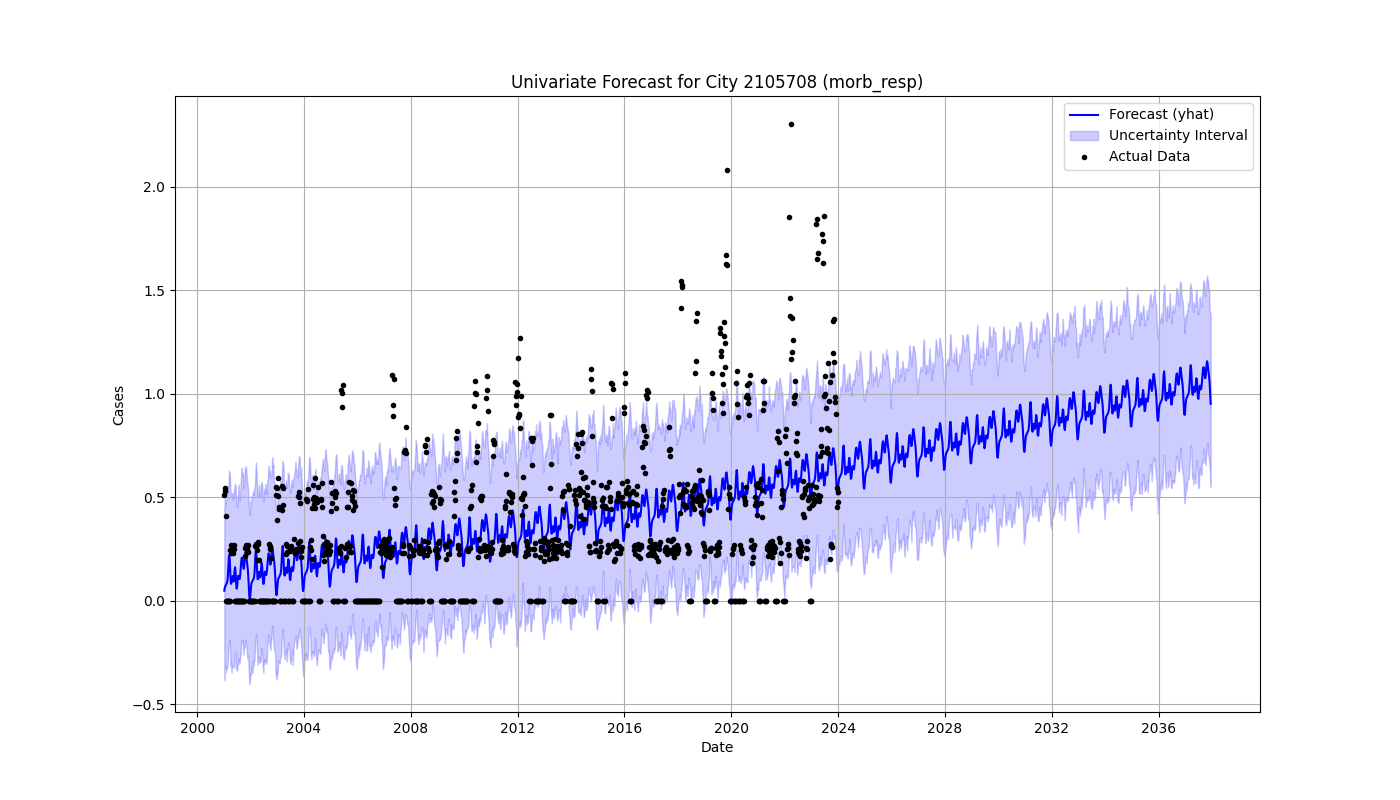 Univariate Forecast for City 2105708 (morb_resp)
Forecast (yhat)
Uncertainty Interval
Actual Data
Cases
2.0
1.5
1.0
0.5
0.0
−0.5
2000 2004 2008 2012 2016 2020 2024 2028 2032 2036
Date